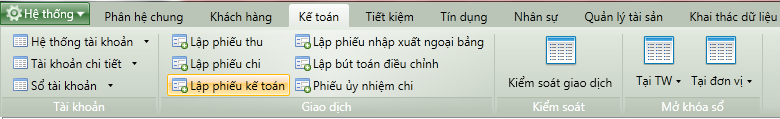 Hệ thống Phân hệ chung Khách hàng Kế toán Tiết kiệm Tín dụng Nhân sự Quản lý tài sản Khai thác dữ liệu
Hệ thống tài khoản
Tài khoản chi tiết
Sổ tài khoản
Tài khoản
Lập phiếu thu
Lập phiếu chi
Lập phiếu kế toán
Lập phiếu nhập xuất ngoại bảng
Lập bút toán điều chỉnh
Phiếu ủy nhiệm chi
Giao dịch
Kiểm soát giao dịch
Kiểm soát
Tại TW
Tại đơn vị
Mở khóa sổ